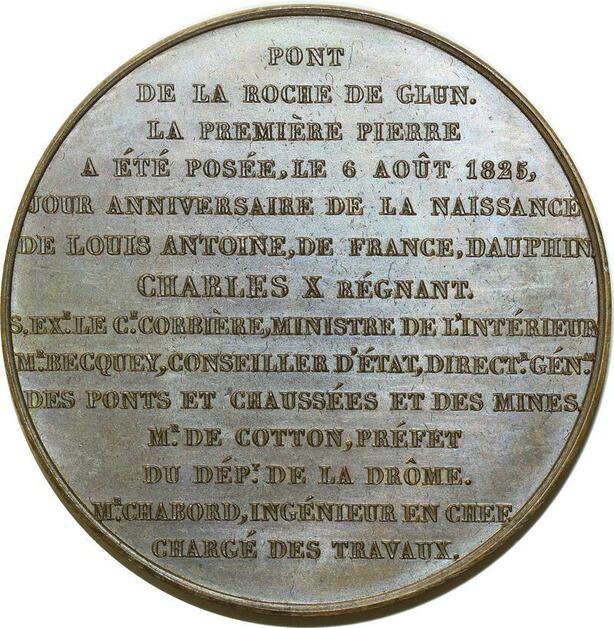 PONT
DE LA ROCHE DE GLUN.
LA PREMIÈRE PIERRE
A ÉTÉ POSÉE, LE 6 AOÛT 1825,
JOUR ANNIVERSAIRE DE LA NAISSANCE
DE LOUIS ANTOINE, DE FRANCE, DAUPHIN
CHARLES X RÉGNANT.
S. EX.ᴱ LE C.ᴱ CORBIÈRE, MINISTRE DE L'INTÉRIEUR
M.ᴿ BECQUEY, CONSEILLER D'ÉTAT, DIRECT.ᴿ GÉN.ᴬᴸ
DES PONTS ET CHAUSSÉES ET DES MINES.
M.ᴿ DE COTTON, PRÉFET
DU DÉP.ᵀ DE LA DRÔME.
M.ᴿ CHABORD, INGÉNIEUR EN CHEF
CHARGÉ DES TRAVAUX.